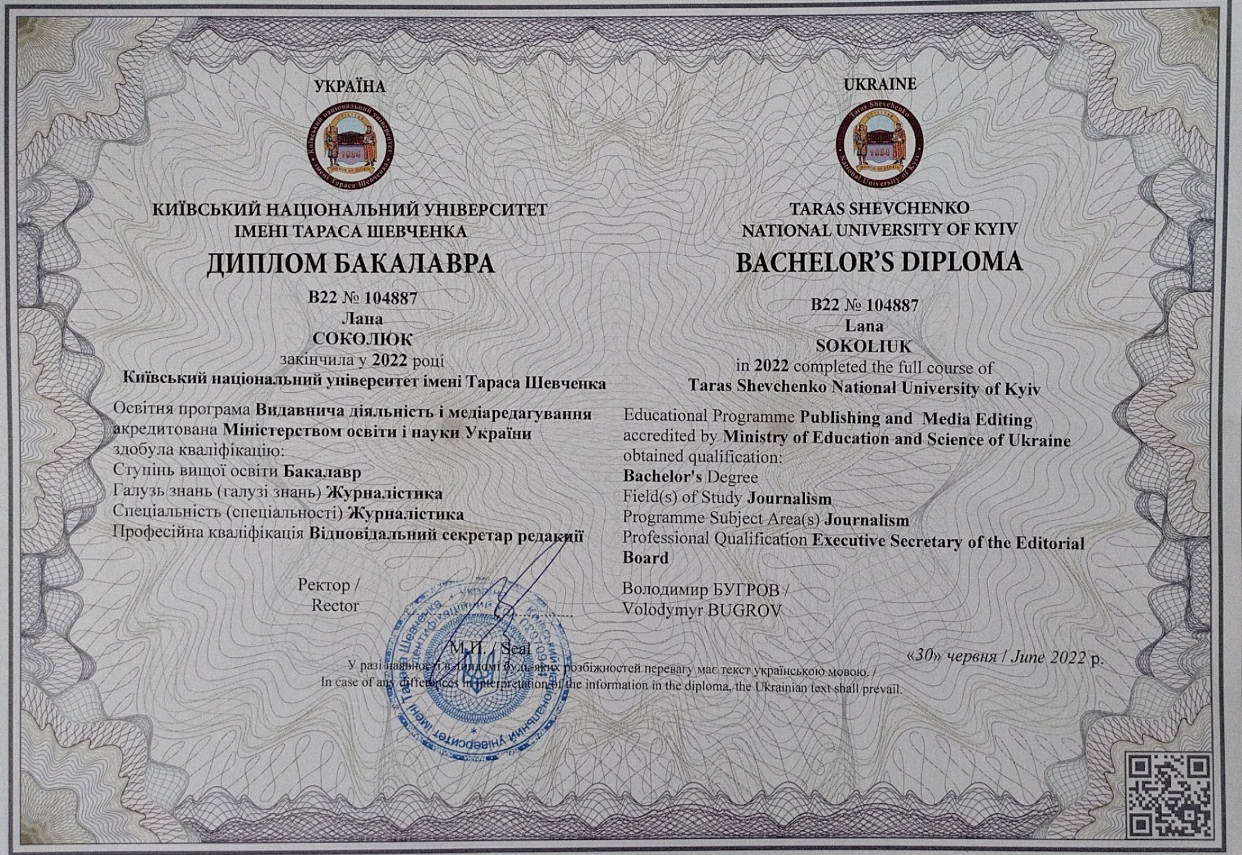 УКРАЇНА
КИЇВСЬКИЙ НАЦІОНАЛЬНИЙ УНІВЕРСИТЕТ
ІМЕНІ ТАРАСА ШЕВЧЕНКА
ДИПЛОМ БАКАЛАВРА
В22 № 104887
Лана
СОКОЛЮК
закінчила у 2022 році
Київський національний університет імені Тараса Шевченка
Освітня програма Видавнича діяльність і медіаредагування
акредитована Міністерством освіти і науки України
здобула кваліфікацію:
Ступінь вищої освіти Бакалавр
Галузь знань (галузі знань) Журналістика
Спеціальність (спеціальності) Журналістика
Професійна кваліфікація Відповідальний секретар редакції
UKRAINE
TARAS SHEVCHENKO
NATIONAL UNIVERSITY OF KYIV
BACHELOR'S DIPLOMA
B22 № 104887
Lana
SOKOLIUK
in 2022 completed the full course of
Taras Shevchenko National University of Kyiv
Educational Programme Publishing and Media Editing
accredited by Ministry of Education and Science of Ukraine
obtained qualification:
Bachelor's Degree
Field(s) of Study Journalism
Programme Subject Area(s) Journalism
Professional Qualification Executive Secretary of the Editorial
Board
Ректор /
Rector
Володимир БУГРОВ /
Volodymyr BUGROV
М.П. / Seal
«30» червня / June 2022 р.
У разі наявності в дипломі будь-яких розбіжностей перевагу має текст українською мовою. /
In case of any differences in interpretation of the information in the diploma, the Ukrainian text shall prevail.